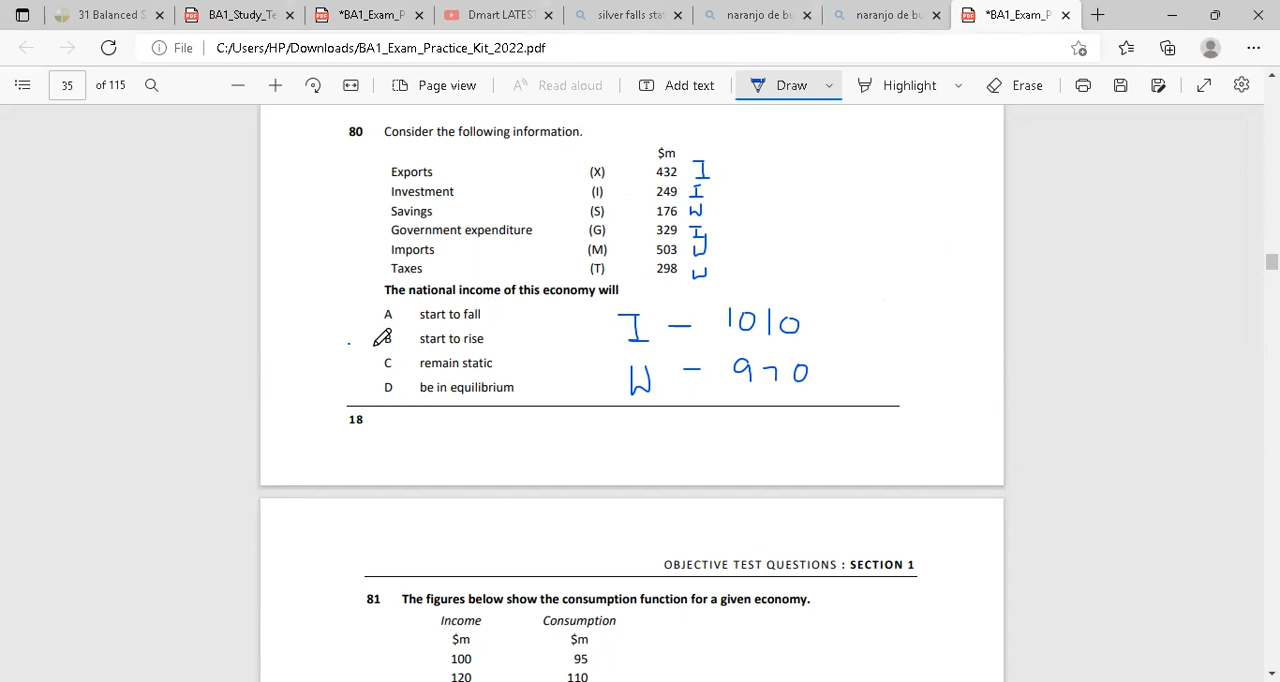 31 Balanced S
BA1_Study_Te
*BA1_Exam_P
Dmart LATEST
silver falls stat
naranjo de bu
naranjo de bu
*BA1_Exam_P
File C:/Users/HP/Downloads/BA1_Exam_Practice_Kit_2022.pdf
35 of 115 Page view Read aloud Add text Draw Highlight Erase
80 Consider the following information.
$m
Exports (X) 432 I
Investment (I) 249 I
Savings (S) 176 W
Government expenditure (G) 329 I
Imports (M) 503 W
Taxes (T) 298 W
The national income of this economy will
A start to fall
B start to rise
C remain static
D be in equilibrium
I – 1010
W – 970
18
OBJECTIVE TEST QUESTIONS : SECTION 1
81 The figures below show the consumption function for a given economy.
Income Consumption
$m $m
100 95
120 110